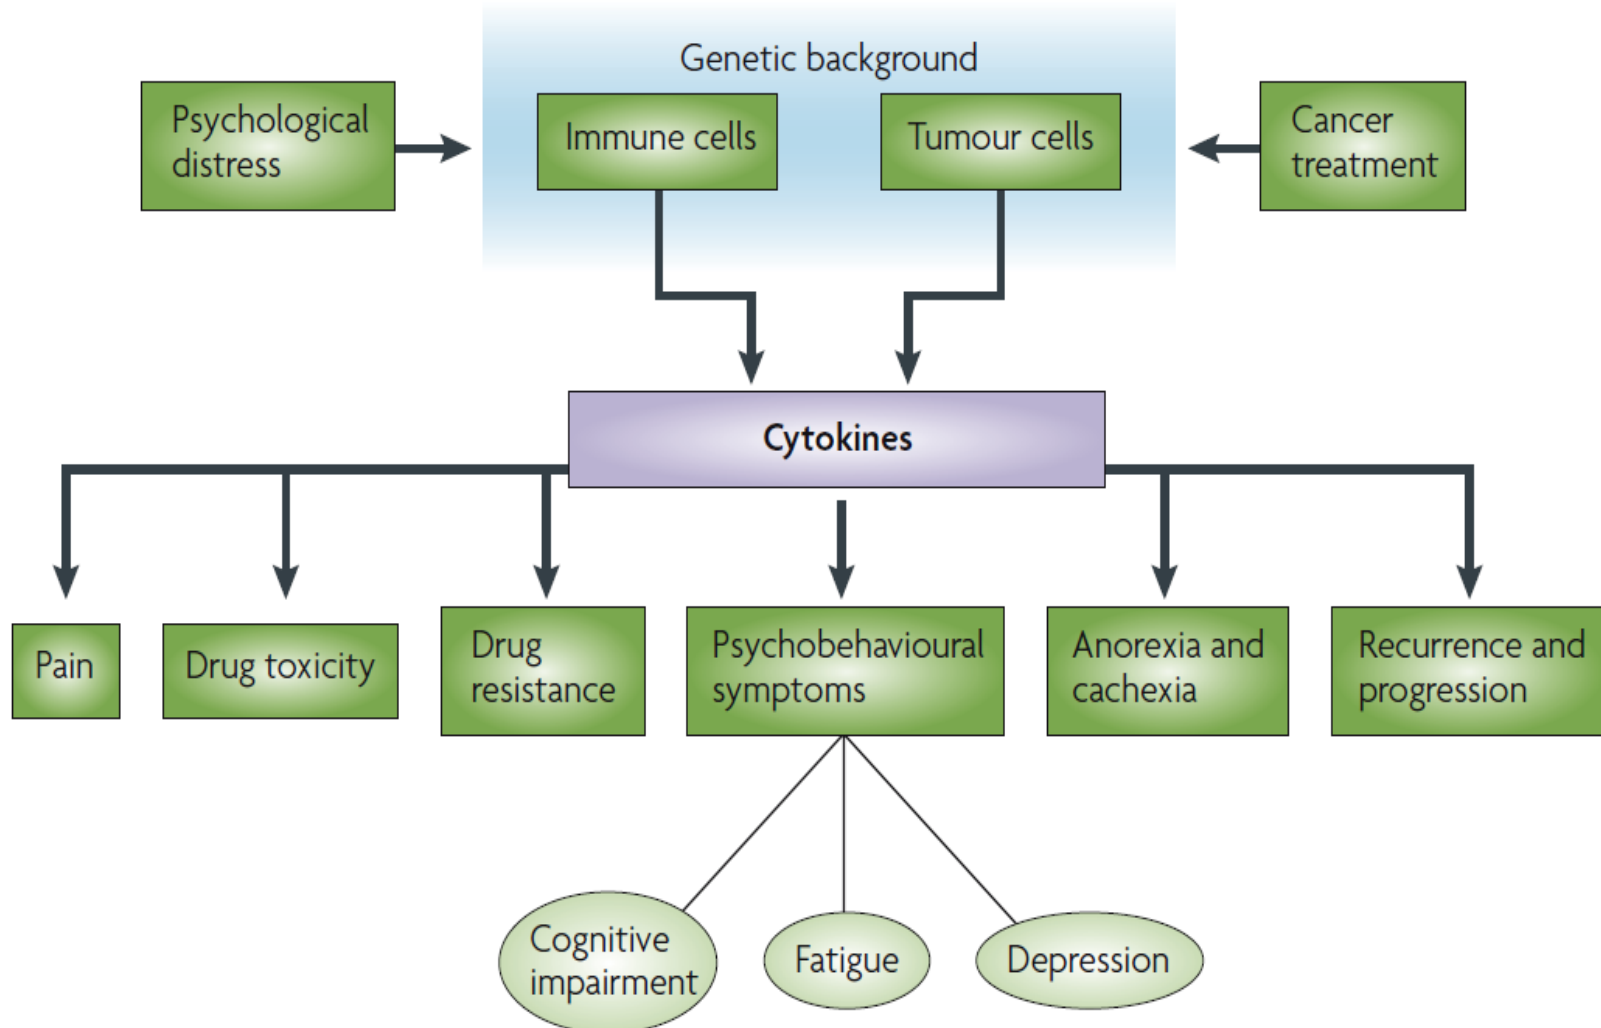 Genetic background
Psychological
distress
Immune cells
Tumour cells
Cancer
treatment
Cytokines
Pain
Drug toxicity
Drug
resistance
Psychobehavioural
symptoms
Anorexia and
cachexia
Recurrence and
progression
Cognitive
impairment
Fatigue
Depression